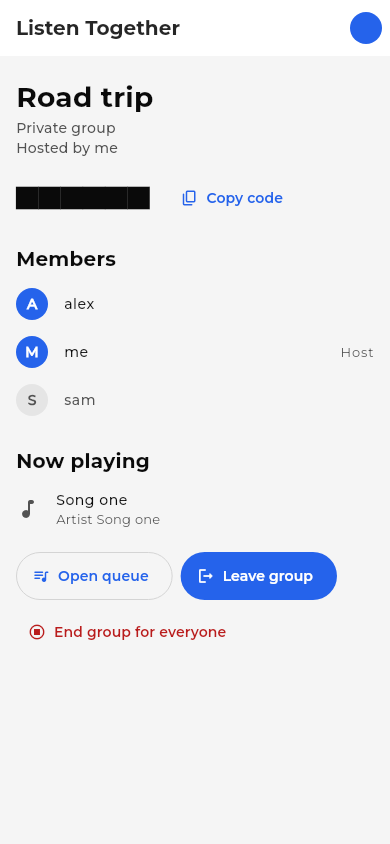 Listen Together
Road trip
Private group
Hosted by me
Copy code
Members
A alex
M me Host
S sam
Now playing
Song one
Artist Song one
Open queue Leave group
End group for everyone